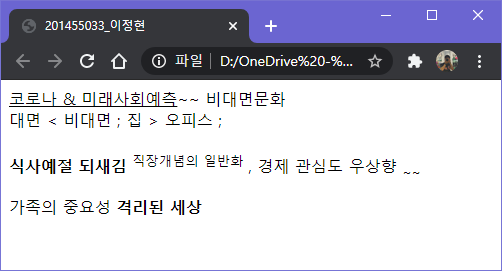 201455033_이정현
파일
D:/OneDrive%20-%...
코로나 & 미래사회예측~~ 비대면문화
대면 < 비대면 ; 집 > 오피스 ;
식사예절 되새김 직장개념의 일반화 , 경제 관심도 우상향 ~~
가족의 중요성 격리된 세상